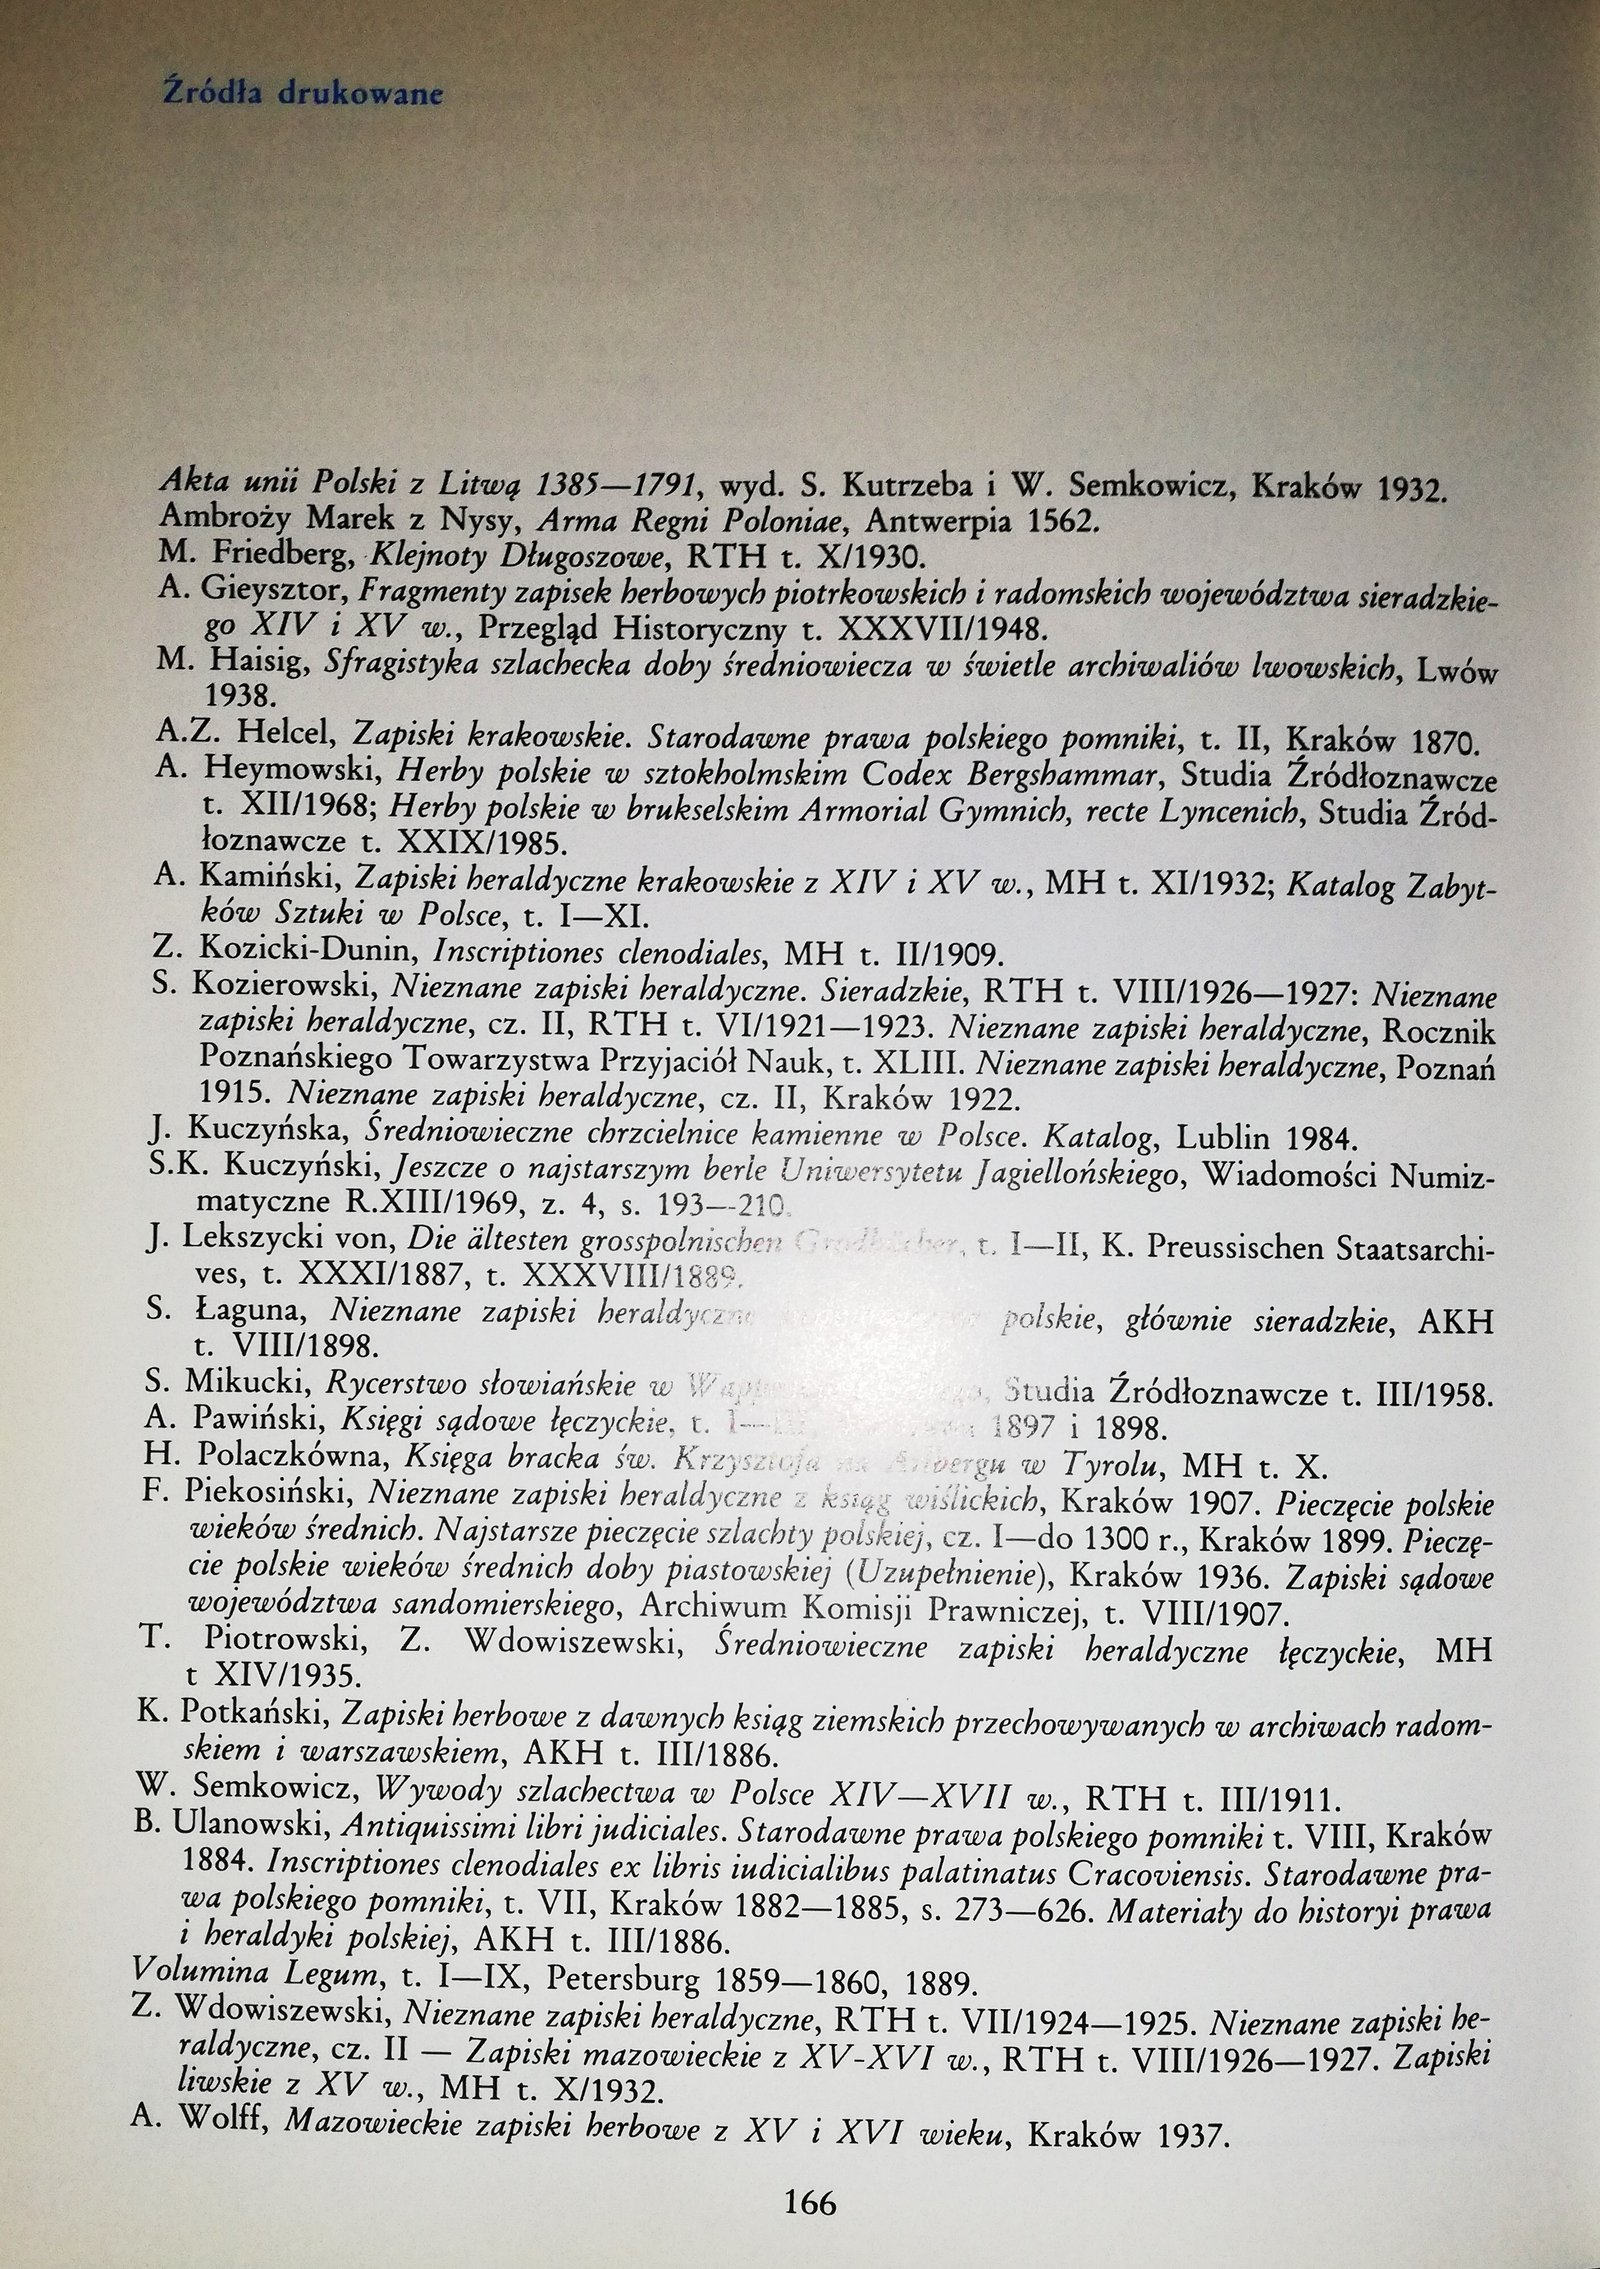 Źródła drukowane
Akta unii Polski z Litwą 1385—1791, wyd. S. Kutrzeba i W. Semkowicz, Kraków 1932.
Ambroży Marek z Nysy, Arma Regni Poloniae, Antwerpia 1562.
M. Friedberg, Klejnoty Długoszowe, RTH t. X/1930.
A. Gieysztor, Fragmenty zapisek herbowych piotrkowskich i radomskich województwa sieradzkie-
go XIV i XV w., Przegląd Historyczny t. XXXVII/1948.
M. Haisig, Sfragistyka szlachecka doby średniowiecza w świetle archiwaliów lwowskich, Lwów
1938.
A.Z. Helcel, Zapiski krakowskie. Starodawne prawa polskiego pomniki, t. II, Kraków 1870.
A. Heymowski, Herby polskie w sztokholmskim Codex Bergshammar, Studia Źródłoznawcze
t. XII/1968; Herby polskie w brukselskim Armorial Gymnich, recte Lyncenich, Studia Źród-
łoznawcze t. XXIX/1985.
A. Kamiński, Zapiski heraldyczne krakowskie z XIV i XV w., MH t. XI/1932; Katalog Zabyt-
ków Sztuki w Polsce, t. I—XI.
Z. Kozicki-Dunin, Inscriptiones clenodiales, MH t. II/1909.
S. Kozierowski, Nieznane zapiski heraldyczne. Sieradzkie, RTH t. VIII/1926—1927: Nieznane
zapiski heraldyczne, cz. II, RTH t. VI/1921—1923. Nieznane zapiski heraldyczne, Rocznik
Poznańskiego Towarzystwa Przyjaciół Nauk, t. XLIII. Nieznane zapiski heraldyczne, Poznań
1915. Nieznane zapiski heraldyczne, cz. II, Kraków 1922.
J. Kuczyńska, Średniowieczne chrzcielnice kamienne w Polsce. Katalog, Lublin 1984.
S.K. Kuczyński, Jeszcze o najstarszym berle Uniwersytetu Jagiellońskiego, Wiadomości Numiz-
matyczne R.XIII/1969, z. 4, s. 193—210.
J. Lekszycki von, Die ältesten grosspolnischen t. I—II, K. Preussischen Staatsarchi-
ves, t. XXXI/1887, t. XXXVIII/1889.
S. Łaguna, Nieznane zapiski heraldyczne polskie, głównie sieradzkie, AKH
t. VIII/1898.
S. Mikucki, Rycerstwo słowiańskie w Studia Źródłoznawcze t. III/1958.
A. Pawiński, Księgi sądowe łęczyckie, t. 1897 i 1898.
H. Polaczkówna, Księga bracka św. Krzysztofa na Arlbergu w Tyrolu, MH t. X.
F. Piekosiński, Nieznane zapiski heraldyczne z ksiąg wiślickich, Kraków 1907. Pieczęcie polskie
wieków średnich. Najstarsze pieczęcie szlachty polskiej, cz. I—do 1300 r., Kraków 1899. Pieczę-
cie polskie wieków średnich doby piastowskiej (Uzupełnienie), Kraków 1936. Zapiski sądowe
województwa sandomierskiego, Archiwum Komisji Prawniczej, t. VIII/1907.
T. Piotrowski, Z. Wdowiszewski, Średniowieczne zapiski heraldyczne łęczyckie, MH
t XIV/1935.
K. Potkański, Zapiski herbowe z dawnych ksiąg ziemskich przechowywanych w archiwach radom-
skiem i warszawskiem, AKH t. III/1886.
W. Semkowicz, Wywody szlachectwa w Polsce XIV—XVII w., RTH t. III/1911.
B. Ulanowski, Antiquissimi libri judiciales. Starodawne prawa polskiego pomniki t. VIII, Kraków
1884. Inscriptiones clenodiales ex libris iudicialibus palatinatus Cracoviensis. Starodawne pra-
wa polskiego pomniki, t. VII, Kraków 1882—1885, s. 273—626. Materiały do historyi prawa
i heraldyki polskiej, AKH t. III/1886.
Volumina Legum, t. I—IX, Petersburg 1859—1860, 1889.
Z. Wdowiszewski, Nieznane zapiski heraldyczne, RTH t. VII/1924—1925. Nieznane zapiski he-
raldyczne, cz. II — Zapiski mazowieckie z XV-XVI w., RTH t. VIII/1926—1927. Zapiski
liwskie z XV w., MH t. X/1932.
A. Wolff, Mazowieckie zapiski herbowe z XV i XVI wieku, Kraków 1937.
166